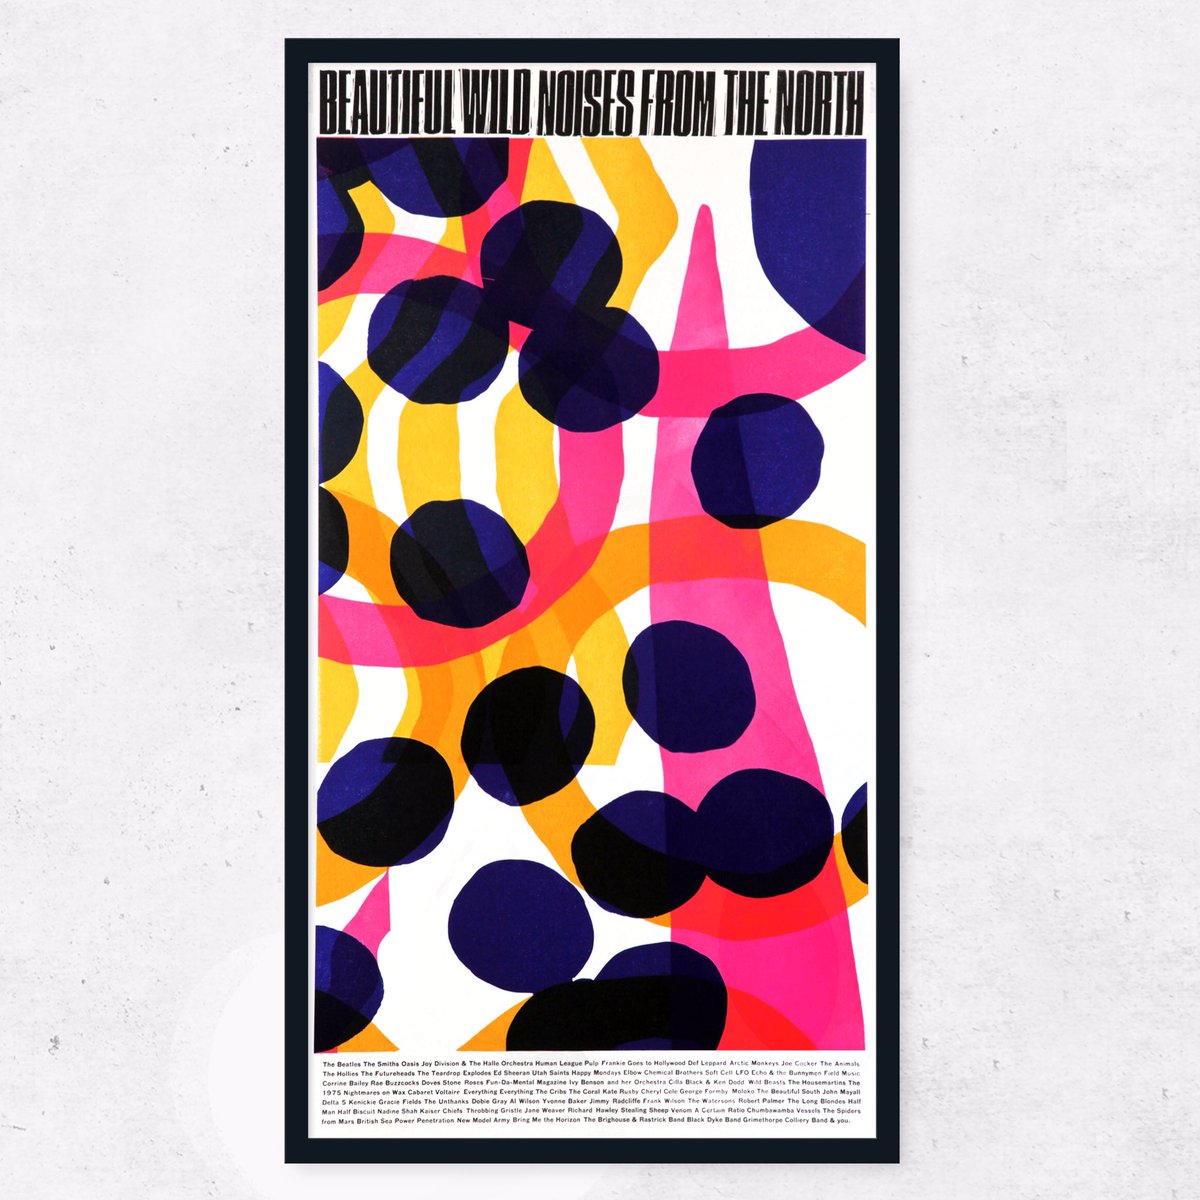 BEAUTIFUL WILD NOISES FROM THE NORTH
The Beatles The Smiths Oasis Joy Division & The Halle Orchestra Human League Pulp Frankie Goes to Hollywood Def Leppard Arctic Monkeys Joe Cocker The Animals
The Hollies The Futureheads The Teardrop Explodes Ed Sheeran Utah Saints Happy Mondays Elbow Chemical Brothers Soft Cell LFO Echo & the Bunnymen Field Music
Corrine Bailey Rae Buzzcocks Doves Stone Roses Fun-Da-Mental Magazine Ivy Benson and her Orchestra Cilla Black & Ken Dodd Wild Beasts The Housemartins The
1975 Nightmares on Wax Cabaret Voltaire Everything Everything The Cribs The Coral Kate Rusby Cheryl Cole George Formby Moloko The Beautiful South John Mayall
Delta 5 Kenickie Gracie Fields The Unthanks Dobie Gray Al Wilson Yvonne Baker Jimmy Radcliffe Frank Wilson The Watersons Robert Palmer The Long Blondes Half
Man Half Biscuit Nadine Shah Kaiser Chiefs Throbbing Gristle Jane Weaver Richard Hawley Stealing Sheep Venom A Certain Ratio Chumbawamba Vessels The Spiders
from Mars British Sea Power Penetration New Model Army Bring Me the Horizon The Brighouse & Rastrick Band Black Dyke Band Grimethorpe Colliery Band & you.